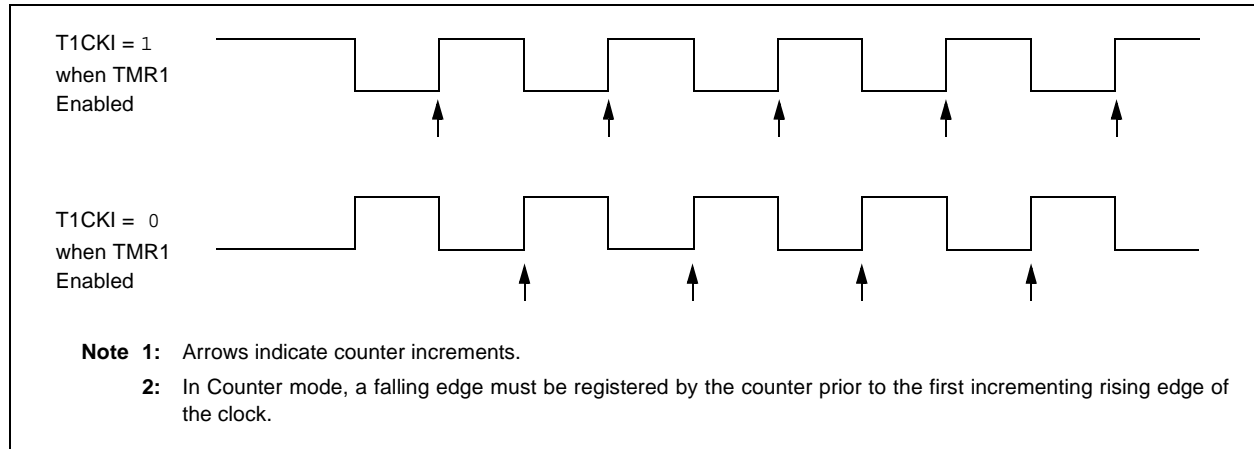 T1CKI = 1
when TMR1
Enabled
T1CKI = 0
when TMR1
Enabled
Note 1: Arrows indicate counter increments.
2: In Counter mode, a falling edge must be registered by the counter prior to the first incrementing rising edge of
the clock.